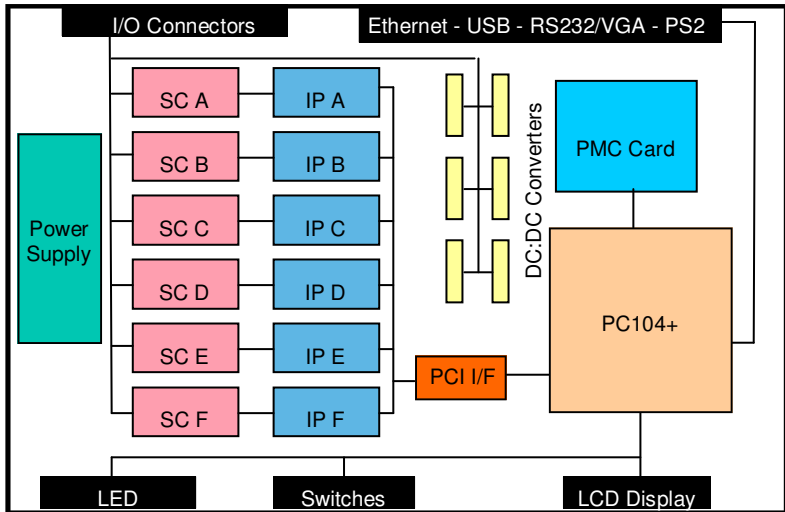 I/O Connectors
Ethernet - USB - RS232/VGA - PS2
SC A
IP A
SC B
IP B
SC C
IP C
SC D
IP D
SC E
IP E
SC F
IP F
Power
Supply
DC:DC Converters
PMC Card
PC104+
PCI I/F
LED
Switches
LCD Display